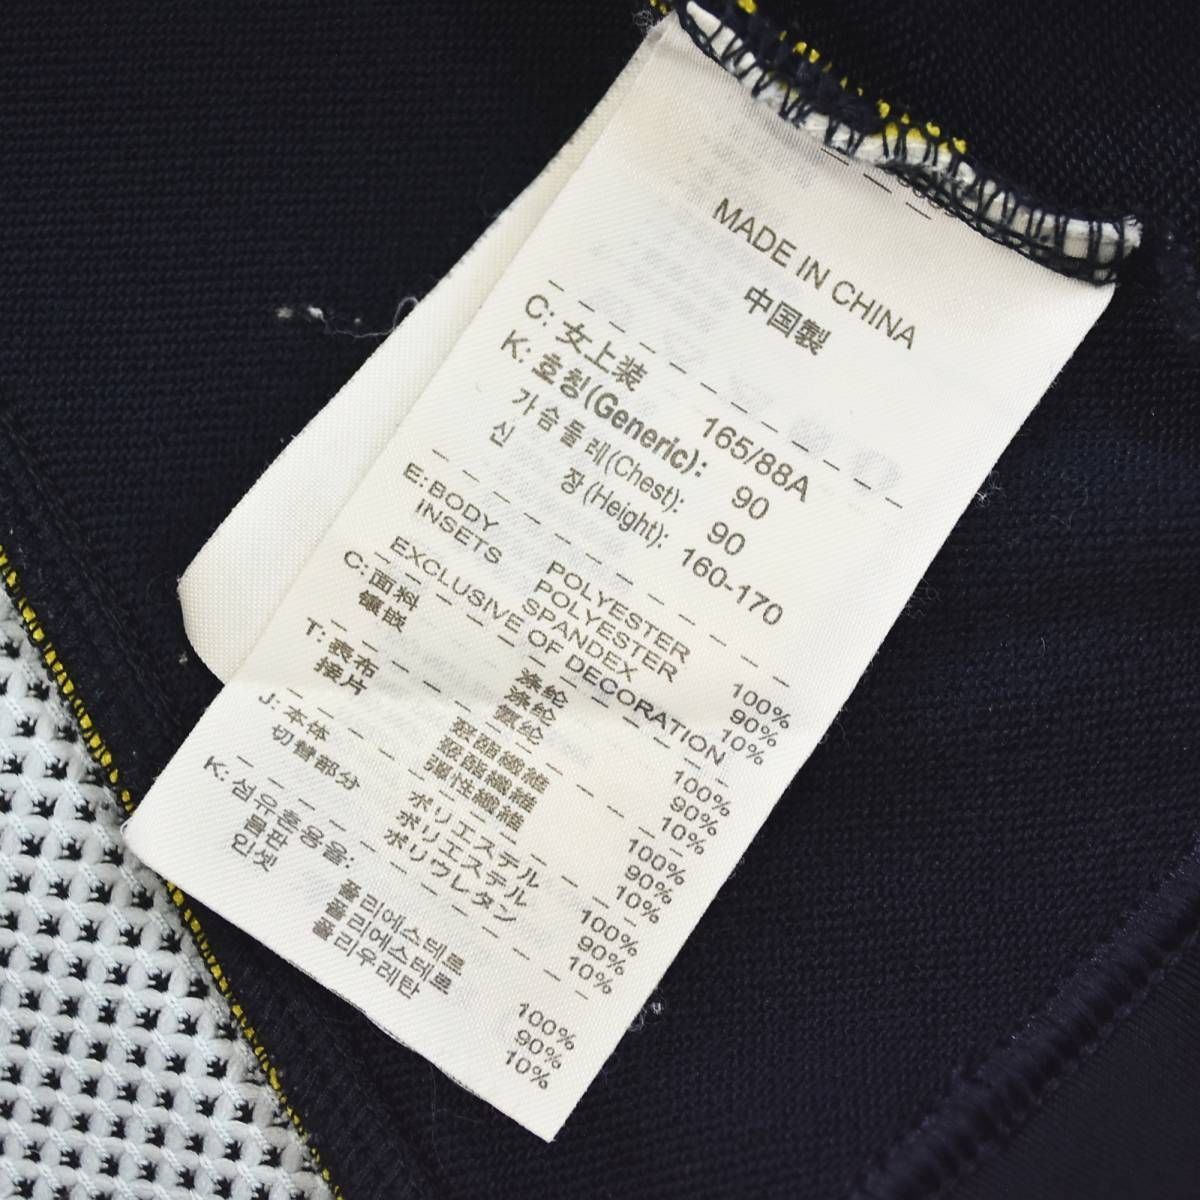 MADE IN CHINA
中国製
C: 女上装 165/88A
K: 호칭(Generic): 90
가슴둘레(Chest): 90
신 장(Height): 160-170
E: BODY POLYESTER 100%
INSETS POLYESTER 90%
SPANDEX 10%
EXCLUSIVE OF DECORATION
C: 面料 涤纶 100%
镶嵌 涤纶 90%
氨纶 10%
T: 表布 聚酯纖維 100%
接片 聚酯纖維 90%
彈性纖維 10%
J: 本体 ポリエステル 100%
切替部分 ポリエステル 90%
ポリウレタン 10%
K: 섬유혼용율:
몸판 폴리에스테르 100%
인셋 폴리에스테르 90%
폴리우레탄 10%